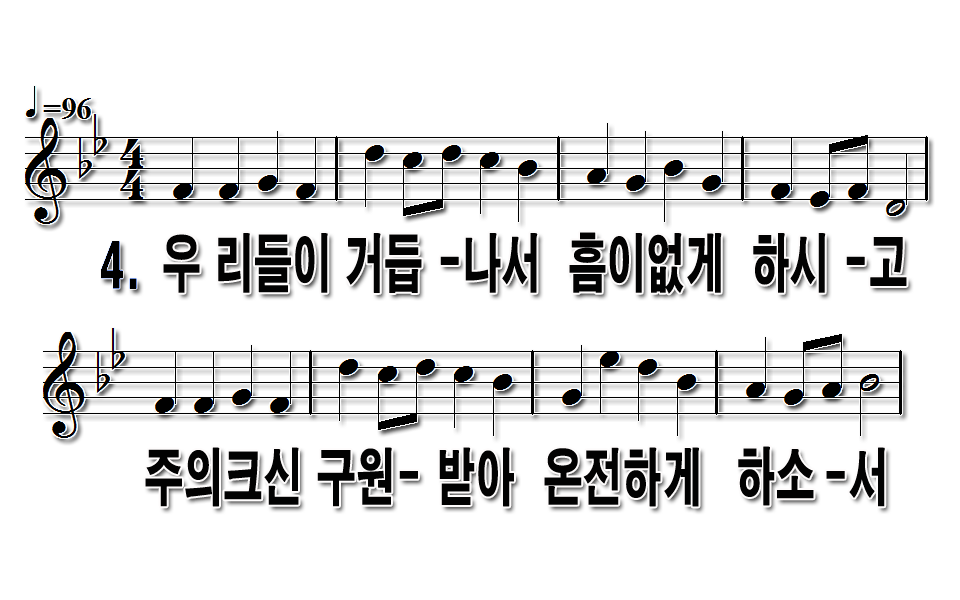 ♩=96
4. 우 리들이 거듭 -나서 흠이없게 하시 -고
주의크신 구원- 받아 온전하게 하소 -서